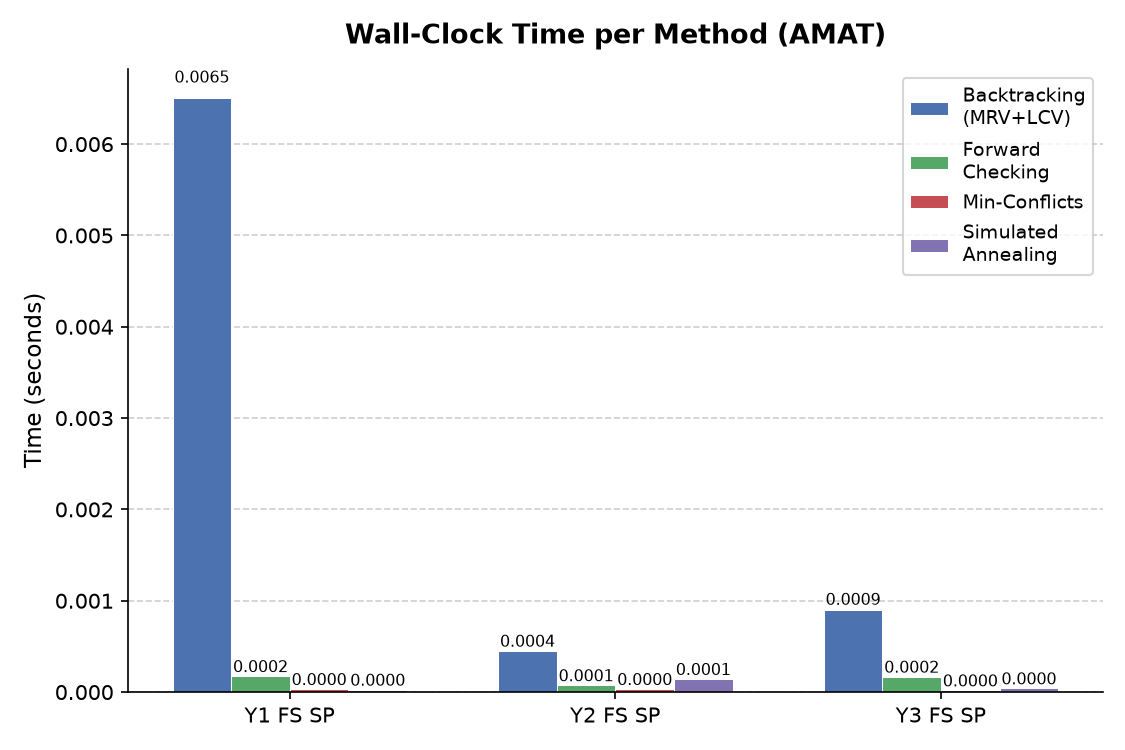 Wall-Clock Time per Method (AMAT)
Backtracking
(MRV+LCV)
Forward
Checking
Min-Conflicts
Simulated
Annealing
Time (seconds)
0.006
0.005
0.004
0.003
0.002
0.001
0.000
0.0065
0.0002
0.0000
0.0000
0.0004
0.0001
0.0000
0.0001
0.0009
0.0002
0.0000
0.0000
Y1 FS SP
Y2 FS SP
Y3 FS SP